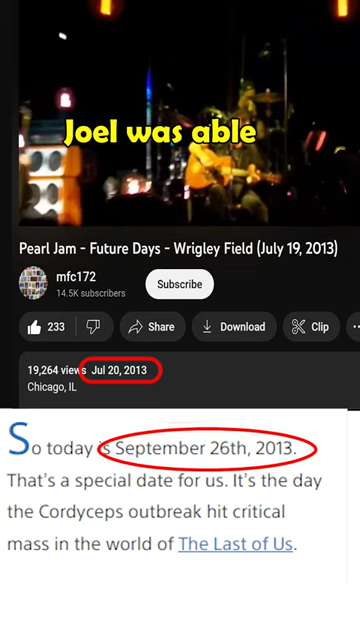 Joel was able
Pearl Jam - Future Days - Wrigley Field (July 19, 2013)
mfc172
14.5K subscribers
Subscribe
233
Share
Download
Clip
19,264 views Jul 20, 2013
Chicago, IL
So today is September 26th, 2013.
That's a special date for us. It's the day
the Cordyceps outbreak hit critical
mass in the world of The Last of Us.